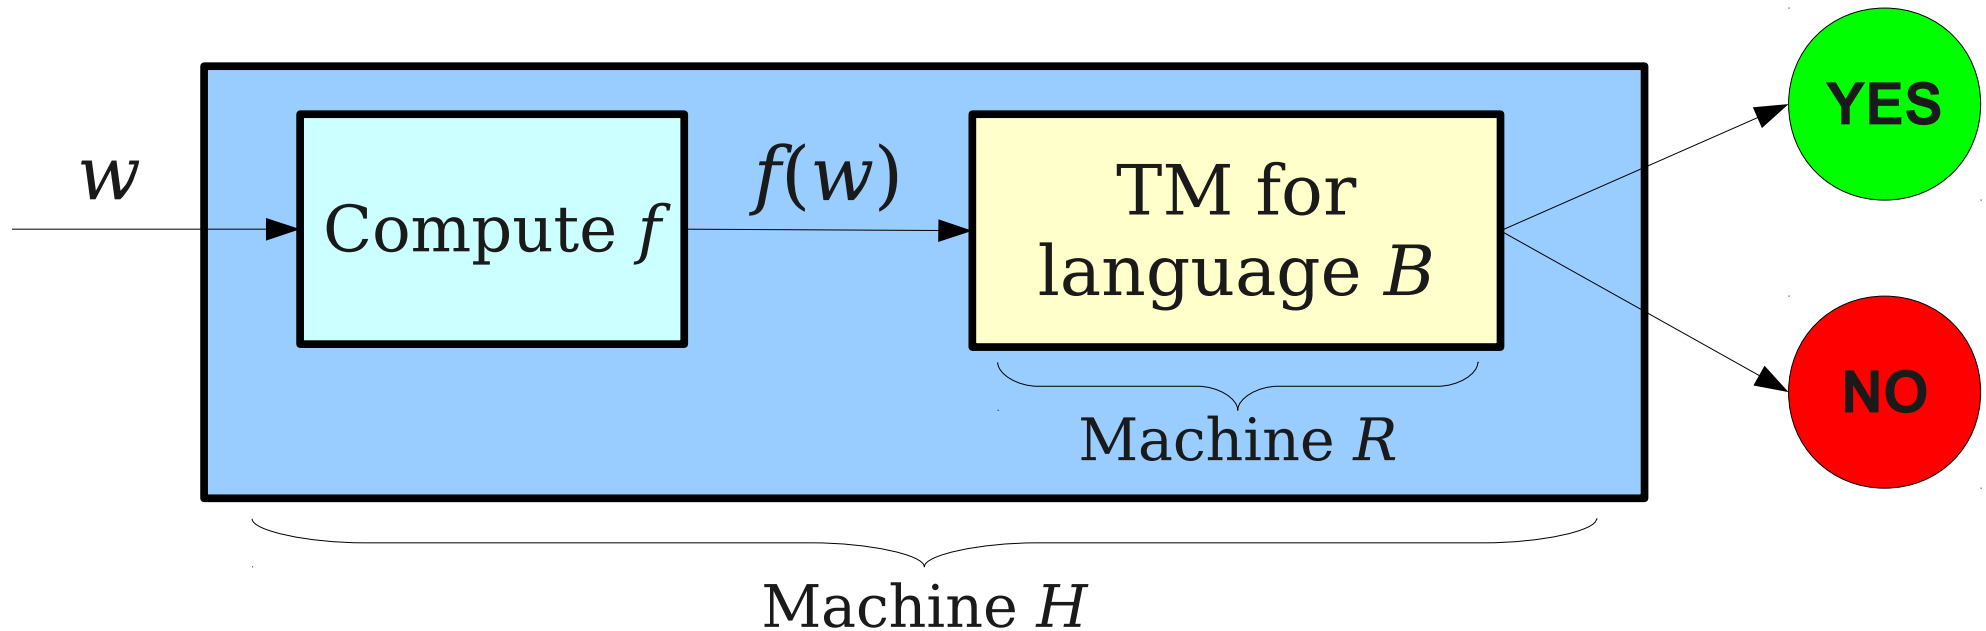 w
Compute f
f(w)
TM for
language B
Machine R
Machine H
YES
NO